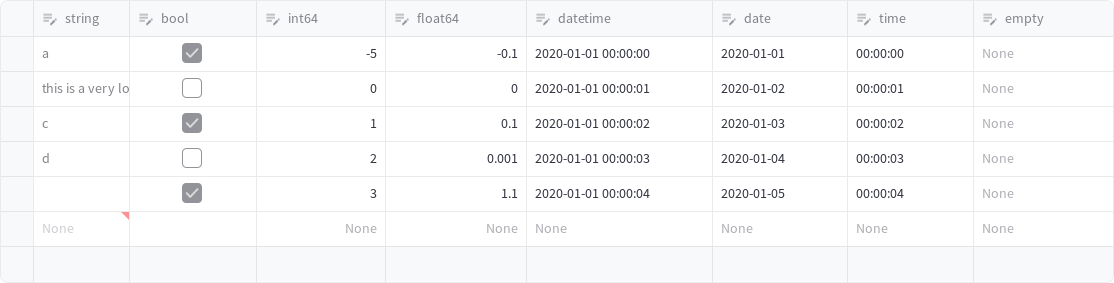 string bool int64 float64 datetime date time empty
a -5 -0.1 2020-01-01 00:00:00 2020-01-01 00:00:00 None
this is a very lo 0 0 2020-01-01 00:00:01 2020-01-02 00:00:01 None
c 1 0.1 2020-01-01 00:00:02 2020-01-03 00:00:02 None
d 2 0.001 2020-01-01 00:00:03 2020-01-04 00:00:03 None
3 1.1 2020-01-01 00:00:04 2020-01-05 00:00:04 None
None None None None None None None